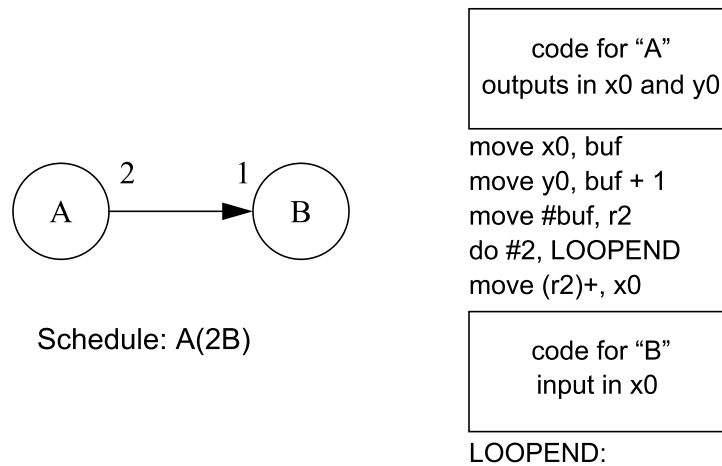 2
1
A
B
Schedule: A(2B)
code for “A”
outputs in x0 and y0
move x0, buf
move y0, buf + 1
move #buf, r2
do #2, LOOPEND
move (r2)+, x0
code for “B”
input in x0
LOOPEND: